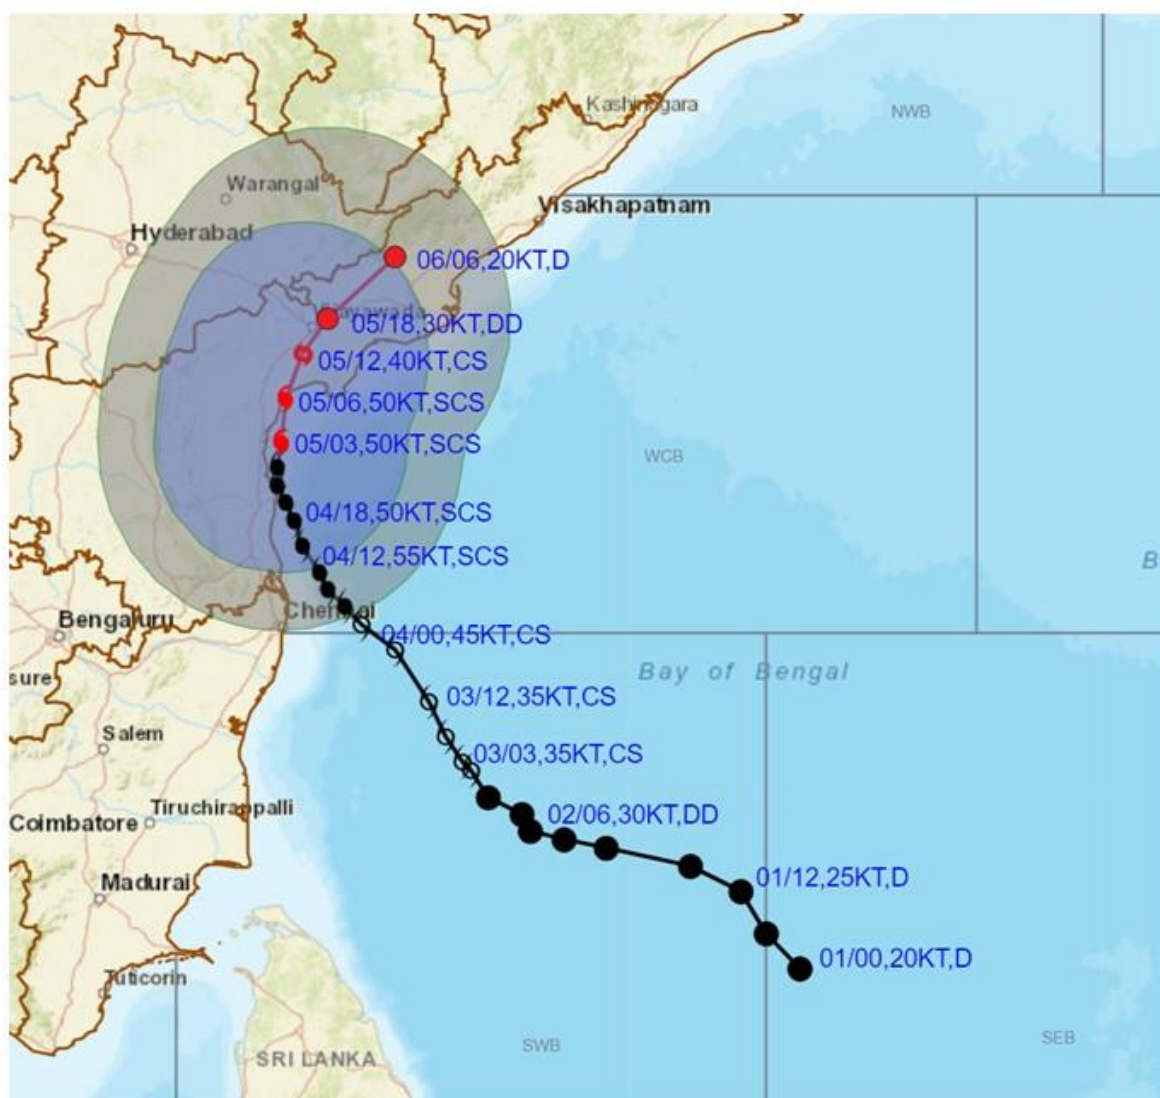 Kashinagara
NWB
Warangal
Visakhapatnam
Hyderabad
06/06,20KT,D
05/18,30KT,DD
05/12,40KT,CS
05/06,50KT,SCS
05/03,50KT,SCS
WCB
04/18,50KT,SCS
04/12,55KT,SCS
B
Chennai
Bengaluru
04/00,45KT,CS
Bay of Bengal
sure
03/12,35KT,CS
Salem
03/03,35KT,CS
Tiruchirappalli
02/06,30KT,DD
Coimbatore
01/12,25KT,D
Madurai
01/00,20KT,D
Tuticorin
SWB
SEB
SRI LANKA